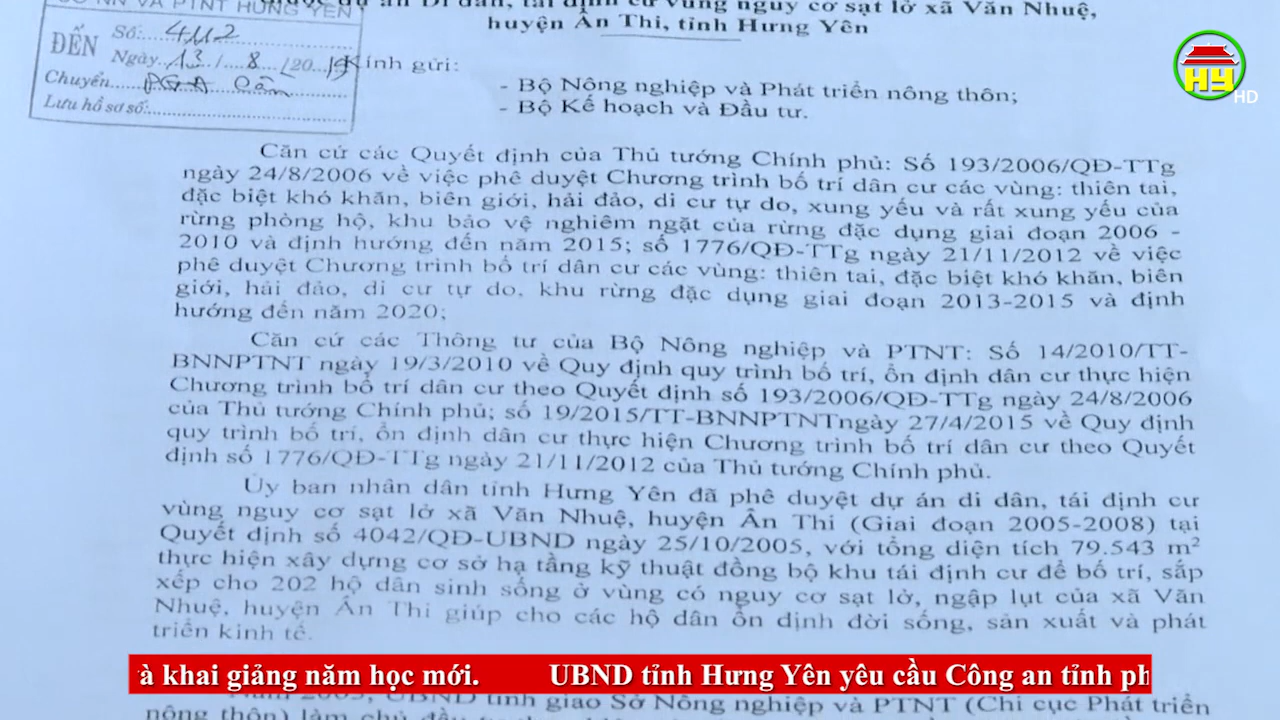 SỞ NN VÀ PTNT HƯNG YÊN
ĐẾN
Số: 4112
Ngày 13/8/2019
Chuyển
Lưu hồ sơ số:
dự án Di dân, tái định cư vùng nguy cơ sạt lở xã Văn Nhuệ,
huyện Ân Thi, tỉnh Hưng Yên
Kính gửi:
- Bộ Nông nghiệp và Phát triển nông thôn;
- Bộ Kế hoạch và Đầu tư.
HY HD
Căn cứ các Quyết định của Thủ tướng Chính phủ: Số 193/2006/QĐ-TTg
ngày 24/8/2006 về việc phê duyệt Chương trình bố trí dân cư các vùng: thiên tai,
đặc biệt khó khăn, biên giới, hải đảo, di cư tự do, xung yếu và rất xung yếu của
rừng phòng hộ, khu bảo vệ nghiêm ngặt của rừng đặc dụng giai đoạn 2006 -
2010 và định hướng đến năm 2015; số 1776/QĐ-TTg ngày 21/11/2012 về việc
phê duyệt Chương trình bố trí dân cư các vùng: thiên tai, đặc biệt khó khăn, biên
giới, hải đảo, di cư tự do, khu rừng đặc dụng giai đoạn 2013-2015 và định
hướng đến năm 2020;
Căn cứ các Thông tư của Bộ Nông nghiệp và PTNT: Số 14/2010/TT-
BNNPTNT ngày 19/3/2010 về Quy định quy trình bố trí, ổn định dân cư thực hiện
Chương trình bố trí dân cư theo Quyết định số 193/2006/QĐ-TTg ngày 24/8/2006
của Thủ tướng Chính phủ; số 19/2015/TT-BNNPTNTngày 27/4/2015 về Quy định
quy trình bố trí, ổn định dân cư thực hiện Chương trình bố trí dân cư theo Quyết
định số 1776/QĐ-TTg ngày 21/11/2012 của Thủ tướng Chính phủ.
Ủy ban nhân dân tỉnh Hưng Yên đã phê duyệt dự án di dân, tái định cư
vùng nguy cơ sạt lở xã Văn Nhuệ, huyện Ân Thi (Giai đoạn 2005-2008) tại
Quyết định số 4042/QĐ-UBND ngày 25/10/2005, với tổng diện tích 79.543 m²
thực hiện xây dựng cơ sở hạ tầng kỹ thuật đồng bộ khu tái định cư để bố trí, sắp
xếp cho 202 hộ dân sinh sống ở vùng có nguy cơ sạt lở, ngập lụt của xã Văn
Nhuệ, huyện Ân Thi giúp cho các hộ dân ổn định đời sống, sản xuất và phát
triển kinh tế.
à khai giảng năm học mới. UBND tỉnh Hưng Yên yêu cầu Công an tỉnh ph
UBND tỉnh giao Sở Nông nghiệp và PTNT (Chi cục Phát triển
nông thôn) làm chủ đầu tư